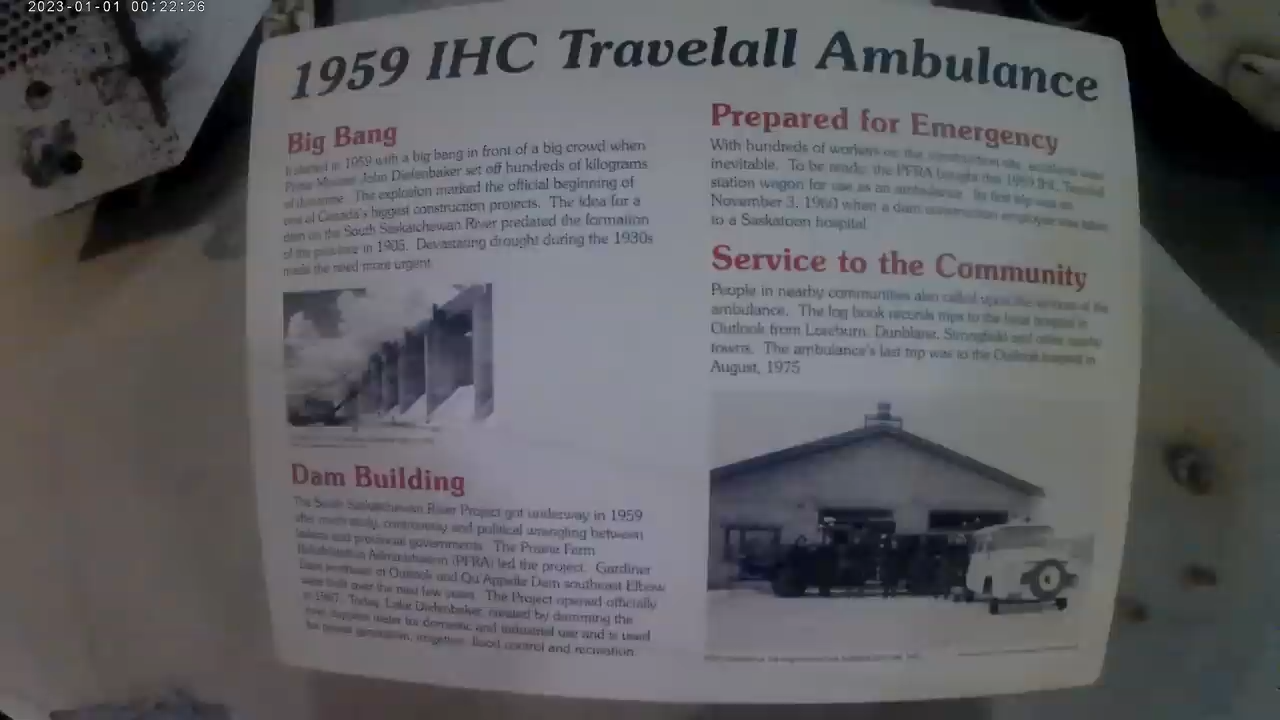 2023-01-01 00:22:26
1959 IHC Travelall Ambulance
Big Bang
It started in 1959 with a big bang in front of a big crowd when
Prime Minister John Diefenbaker set off hundreds of kilograms
of dynamite. The explosion marked the official beginning of
one of Canada's biggest construction projects. The idea for a
dam on the South Saskatchewan River predated the formation
of the province in 1905. Devastating drought during the 1930s
made the need more urgent.
Dam Building
The South Saskatchewan River Project got underway in 1959
after much study, controversy and political wrangling between
federal and provincial governments. The Prairie Farm
Rehabilitation Administration (PFRA) led the project. Gardiner
Dam northeast of Outlook and Qu'Appelle Dam southeast Elbow
were built over the next few years. The Project opened officially
in 1967. Today, Lake Diefenbaker, created by damming the
river, supplies water for domestic and industrial use and is used
for power generation, irrigation, flood control and recreation.
Prepared for Emergency
With hundreds of workers on the construction site, accidents were
inevitable. To be ready, the PFRA bought this 1959 IHC Travelall
station wagon for use as an ambulance. Its first trip was on
November 3, 1960 when a dam construction employee was taken
to a Saskatoon hospital.
Service to the Community
People in nearby communities also called upon the services of the
ambulance. The log book records trips to the local hospital in
Outlook from Loreburn, Dunblane, Strongfield and other nearby
towns. The ambulance's last trip was to the Outlook hospital in
August, 1975